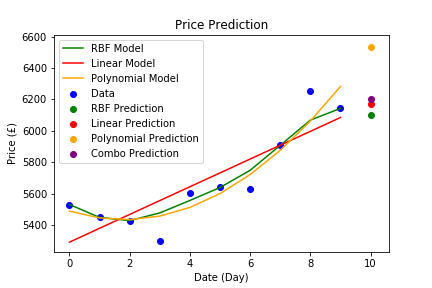 Price Prediction
6600
6400
6200
6000
5800
5600
5400
Price (£)
RBF Model
Linear Model
Polynomial Model
Data
RBF Prediction
Linear Prediction
Polynomial Prediction
Combo Prediction
0 2 4 6 8 10
Date (Day)